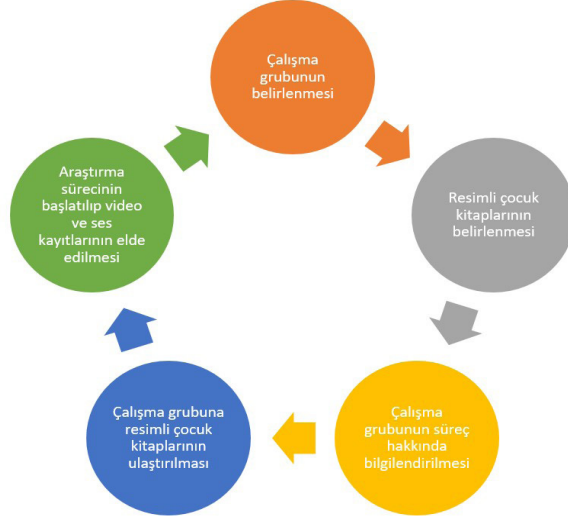 Çalışma
grubunun
belirlenmesi
Resimli çocuk
kitaplarının
belirlenmesi
Çalışma
grubunun süreç
hakkında
bilgilendirilmesi
Çalışma grubuna
resimli çocuk
kitaplarının
ulaştırılması
Araştırma
sürecinin
başlatılıp video
ve ses
kayıtlarının elde
edilmesi